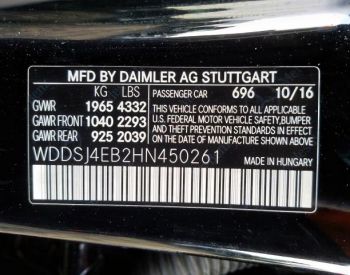 MFD BY DAIMLER AG STUTTGART
KG LBS PASSENGER CAR 696 10/16
GWR 1965 4332
GAWR FRONT 1040 2293
GAWR REAR 925 2039
THIS VEHICLE CONFORMS TO ALL APPLICABLE
FEDERAL MOTOR VEHICLE SAFETY, BUMPER,
AND THEFT PREVENTION STANDARDS IN EFFECT
ON THE DATE OF MANUFACTURE SHOWN ABOVE
WDDSJ4EB2HN450261
MADE IN HUNGARY